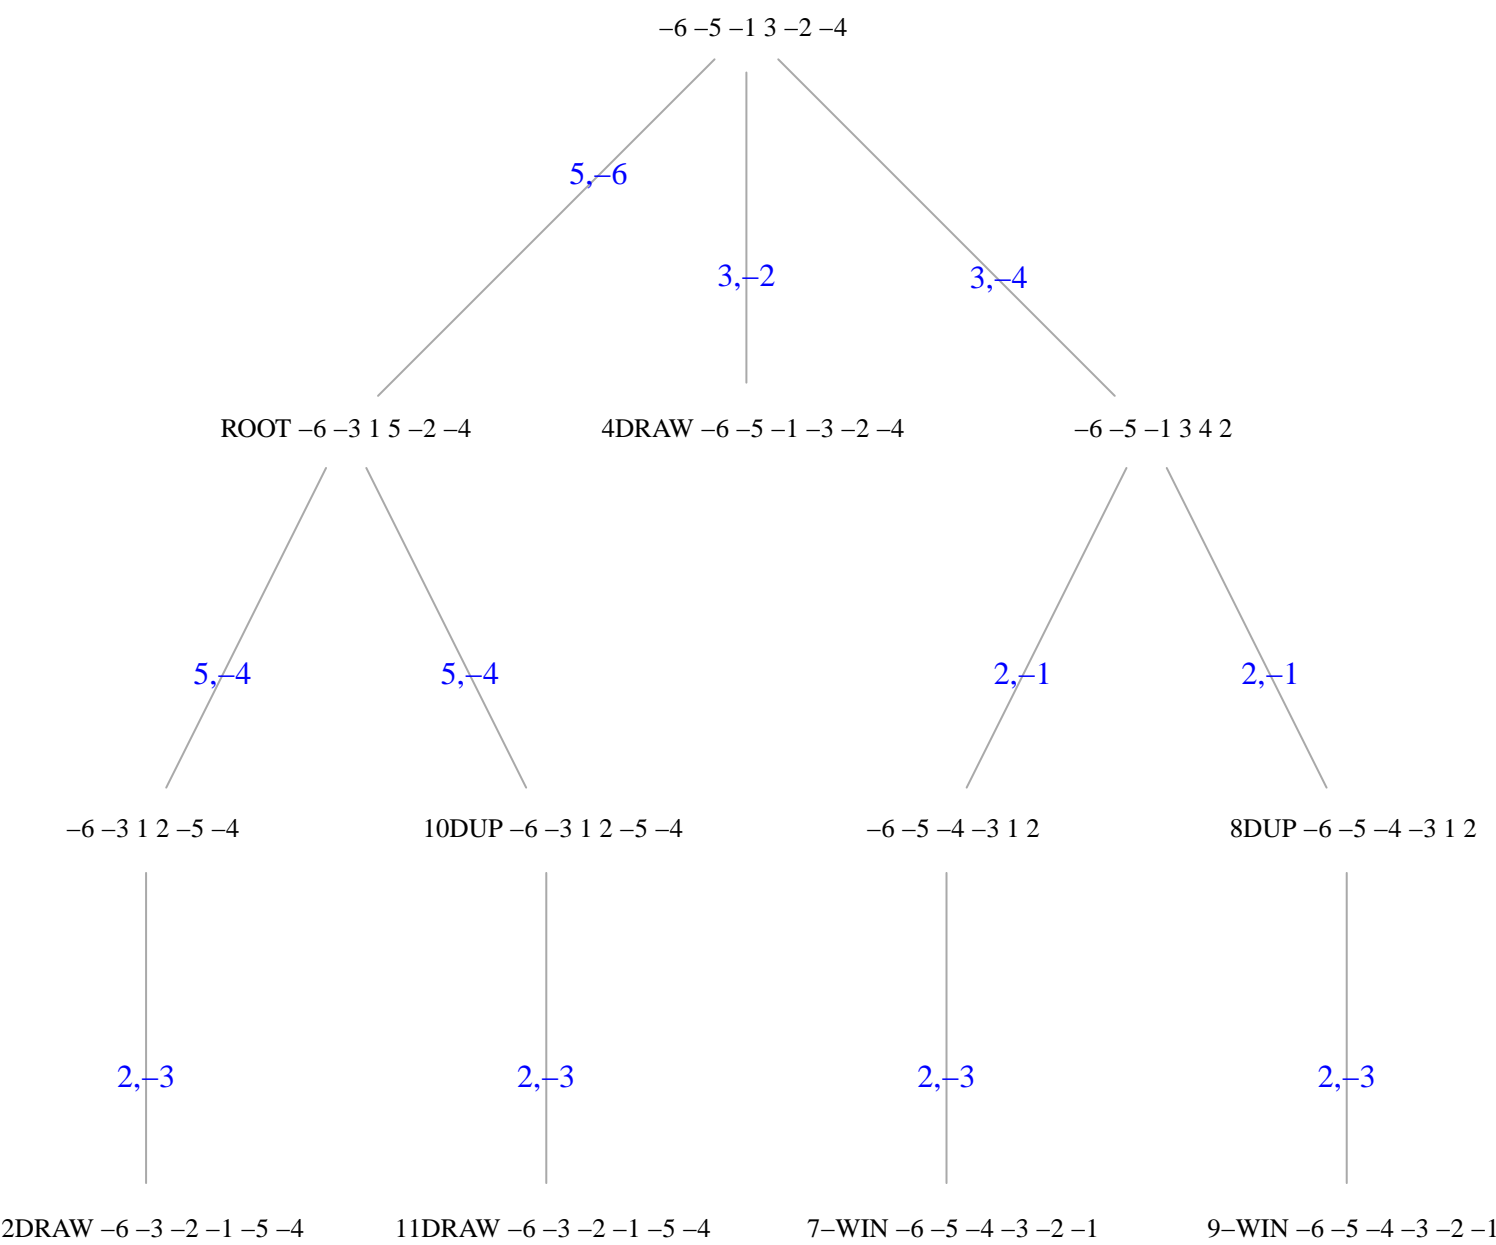 −6 −5 −1 3 −2 −4
5,−6
3,−2
3,−4
ROOT −6 −3 1 5 −2 −4
4DRAW −6 −5 −1 −3 −2 −4
−6 −5 −1 3 4 2
5,−4
5,−4
2,−1
2,−1
−6 −3 1 2 −5 −4
10DUP −6 −3 1 2 −5 −4
−6 −5 −4 −3 1 2
8DUP −6 −5 −4 −3 1 2
2,−3
2,−3
2,−3
2,−3
2DRAW −6 −3 −2 −1 −5 −4
11DRAW −6 −3 −2 −1 −5 −4
7−WIN −6 −5 −4 −3 −2 −1
9−WIN −6 −5 −4 −3 −2 −1